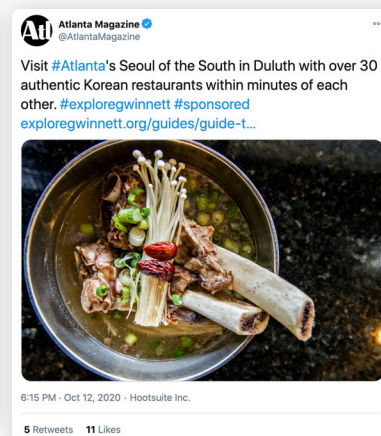 Atl
Atlanta Magazine
@AtlantaMagazine
Visit #Atlanta's Seoul of the South in Duluth with over 30
authentic Korean restaurants within minutes of each
other. #exploregwinnett #sponsored
exploregwinnett.org/guides/guide-t...
6:15 PM · Oct 12, 2020 · Hootsuite Inc.
5 Retweets 11 Likes